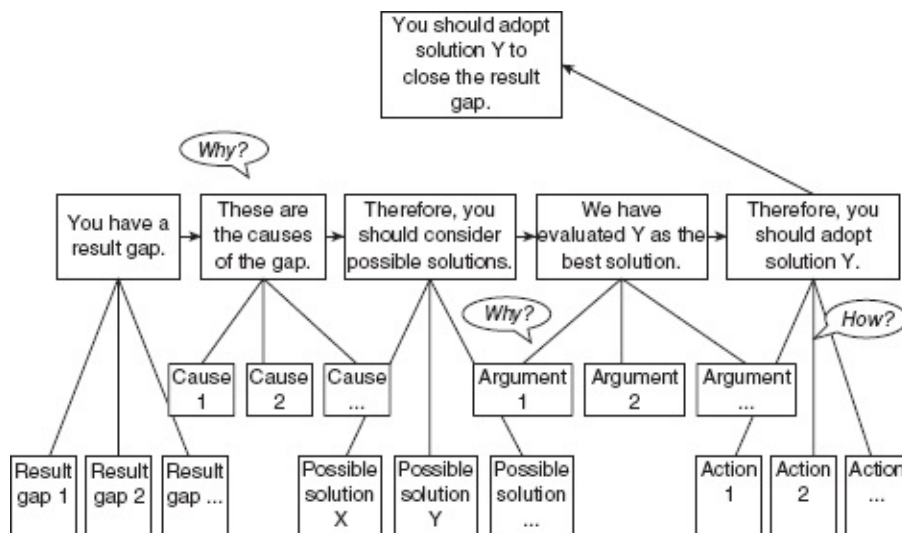 You should adopt
solution Y to
close the result
gap.
Why?
You have a
result gap.
These are
the causes
of the gap.
Therefore, you
should consider
possible solutions.
We have
evaluated Y as the
best solution.
Therefore, you
should adopt
solution Y.
Why?
How?
Cause
1
Cause
2
Cause
...
Argument
1
Argument
2
Argument
...
Result
gap 1
Result
gap 2
Result
gap ...
Possible
solution
X
Possible
solution
Y
Possible
solution
...
Action
1
Action
2
Action
...